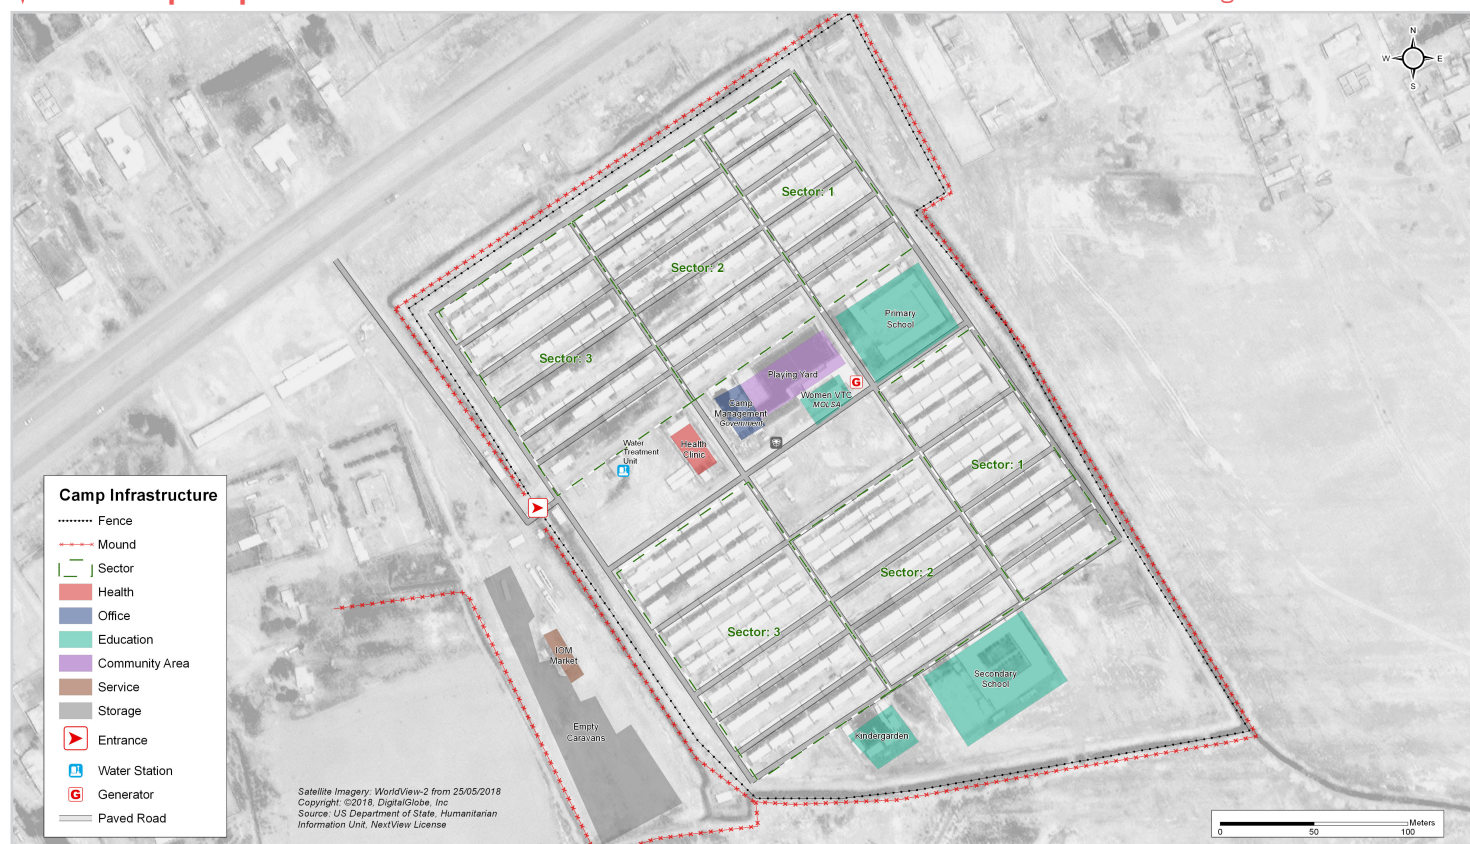 N
W E
S
Sector: 1
Sector: 2
Sector: 3
Primary
School
Playing Yard
Women VTC
MOLSA
G
Camp
Management
Government
Health
Clinic
Water
Treatment
Unit
Sector: 1
Sector: 2
Sector: 3
Secondary
School
Kindergarden
IOM
Market
Empty
Caravans
Camp Infrastructure
Fence
Mound
Sector
Health
Office
Education
Community Area
Service
Storage
Entrance
Water Station
G Generator
Paved Road
Satellite Imagery: WorldView-2 from 25/05/2018
Copyright: ©2018, DigitalGlobe, Inc
Source: US Department of State, Humanitarian
Information Unit, NextView License
Meters
0 50 100